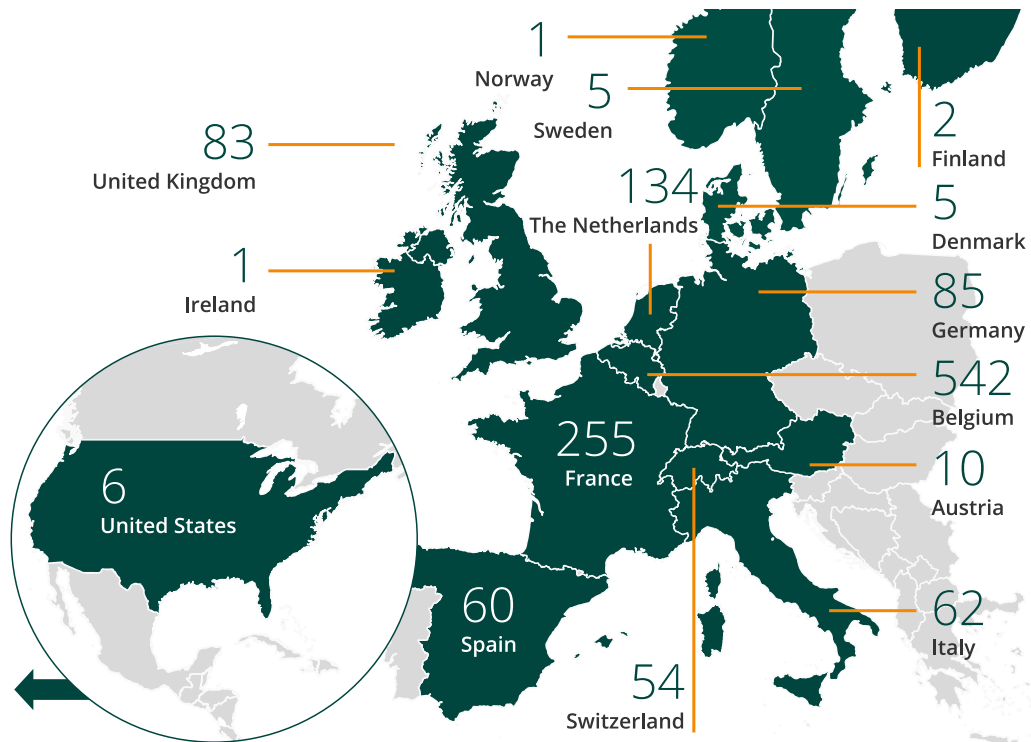 1
Norway
5
Sweden
2
Finland
83
United Kingdom
134
The Netherlands
5
Denmark
1
Ireland
85
Germany
542
Belgium
255
France
10
Austria
6
United States
60
Spain
62
Italy
54
Switzerland